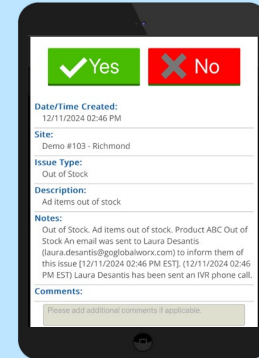 Yes
No
Date/Time Created:
12/11/2024 02:46 PM
Site:
Demo #103 - Richmond
Issue Type:
Out of Stock
Description:
Ad items out of stock
Notes:
Out of Stock. Ad items out of stock. Product ABC Out of
Stock An email was sent to Laura Desantis
(laura.desantis@goglobalworx.com) to inform them of
this issue [12/11/2024 02:46 PM EST]. (12/11/2024 02:46
PM EST) Laura Desantis has been sent an IVR phone call.
Comments:
Please add additional comments if applicable.